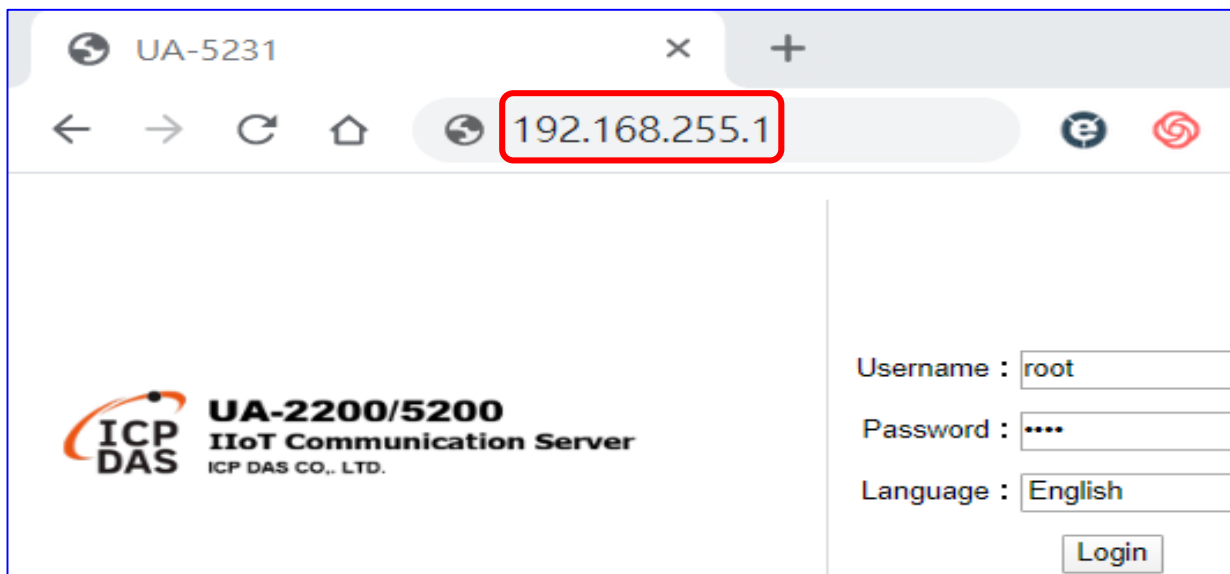 UA-5231
192.168.255.1
Username : root
ICP DAS
UA-2200/5200
IIoT Communication Server
ICP DAS CO,. LTD.
Password : ••••
Language : English
Login